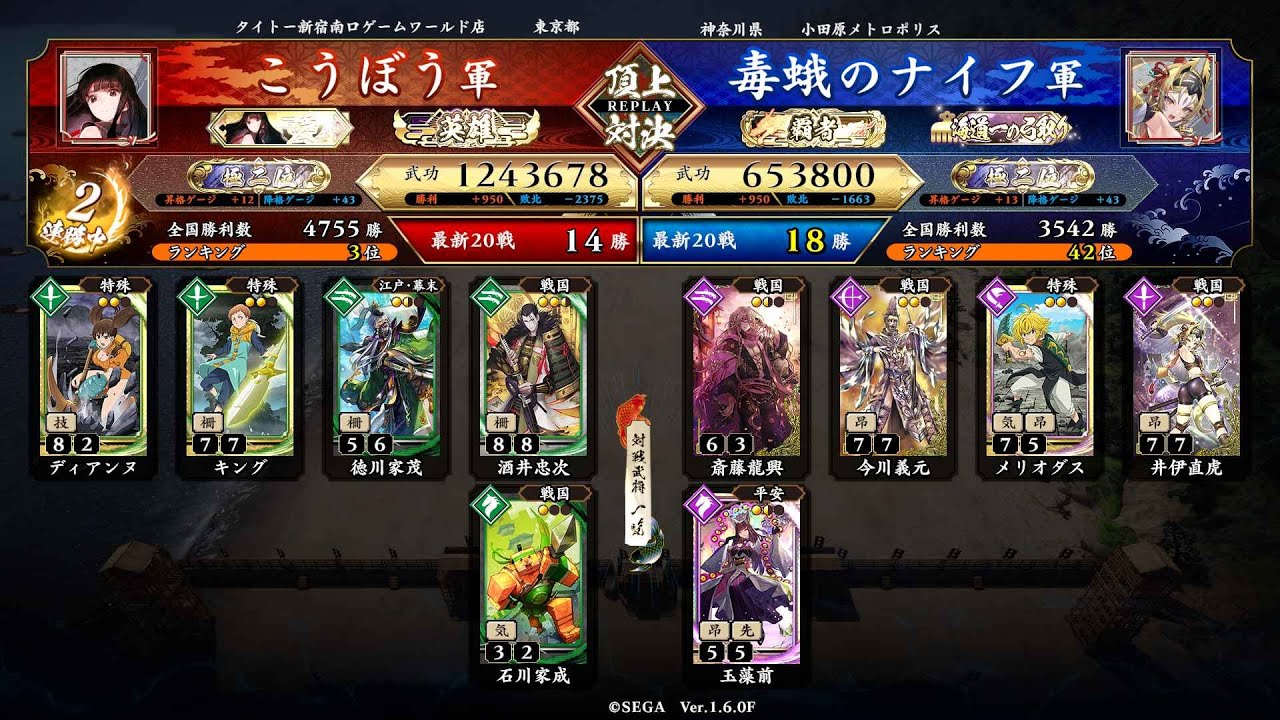 タイトー新宿南口ゲームワールド店 東京都
神奈川県 小田原メトロポリス
こうぼう軍
頂上
REPLAY
対決
毒蛾のナイフ軍
英雄
覇者
海道一の弓取り
2
連勝中
極二位
昇格ゲージ +12 降格ゲージ +43
武功 1243678
勝利 +950 敗北 -2375
武功 653800
勝利 +950 敗北 -1663
極二位
昇格ゲージ +13 降格ゲージ +43
全国勝利数 4755勝
ランキング 3位
最新20戦 14勝
最新20戦 18勝
全国勝利数 3542勝
ランキング 42位
特殊
技
8 2
ディアンヌ
特殊
柵
7 7
キング
江戸・幕末
柵
5 6
徳川家茂
戦国
柵
8 8
酒井忠次
対戦武将一覧
戦国
6 3
斎藤龍興
戦国
昂
7 7
今川義元
特殊
気 昂
7 5
メリオダス
戦国
昂
7 7
井伊直虎
戦国
気
3 2
石川家成
平安
昂 先
5 5
玉藻前
©SEGA Ver.1.6.0F